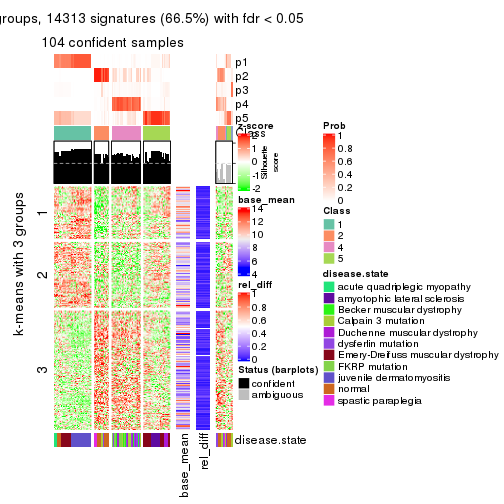 groups, 14313 signatures (66.5%) with fdr < 0.05
104 confident samples
p1
p2
p3
p4
p5
Class
z-score
2
-1
-2
Silhouette
score
k-means with 3 groups
1
2
3
base_mean
14
12
10
8
6
4
rel_diff
1
0.8
0.6
0.4
0.2
0
Status (barplots)
confident
ambiguous
Prob
1
0.8
0.6
0.4
0.2
0
Class
1
2
4
5
disease.state
acute quadriplegic myopathy
amyotophic lateral sclerosis
Becker muscular dystrophy
Calpain 3 mutation
Duchenne muscular dystrophy
dysferlin mutation
Emery-Dreifuss muscular dystrophy
FKRP mutation
juvenile dermatomyositis
normal
spastic paraplegia
disease.state
base_mean
rel_diff